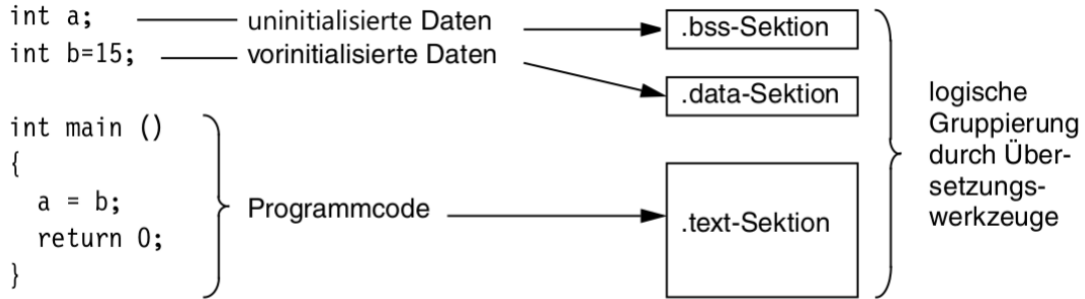 int a;
uninitialisierte Daten
.bss-Sektion
int b=15;
vorinitialisierte Daten
.data-Sektion
int main ()
{
a = b;
return 0;
}
Programmcode
.text-Sektion
logische
Gruppierung
durch Über-
setzungs-
werkzeuge